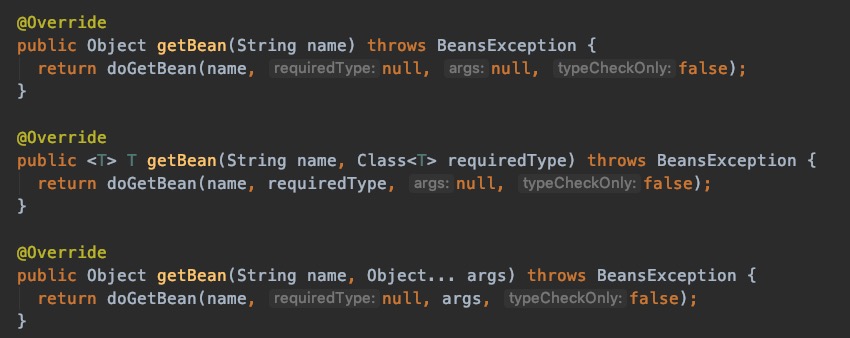 @Override
public Object getBean(String name) throws BeansException {
return doGetBean(name, requiredType: null, args: null, typeCheckOnly: false);
}
@Override
public <T> T getBean(String name, Class<T> requiredType) throws BeansException {
return doGetBean(name, requiredType, args: null, typeCheckOnly: false);
}
@Override
public Object getBean(String name, Object... args) throws BeansException {
return doGetBean(name, requiredType: null, args, typeCheckOnly: false);
}